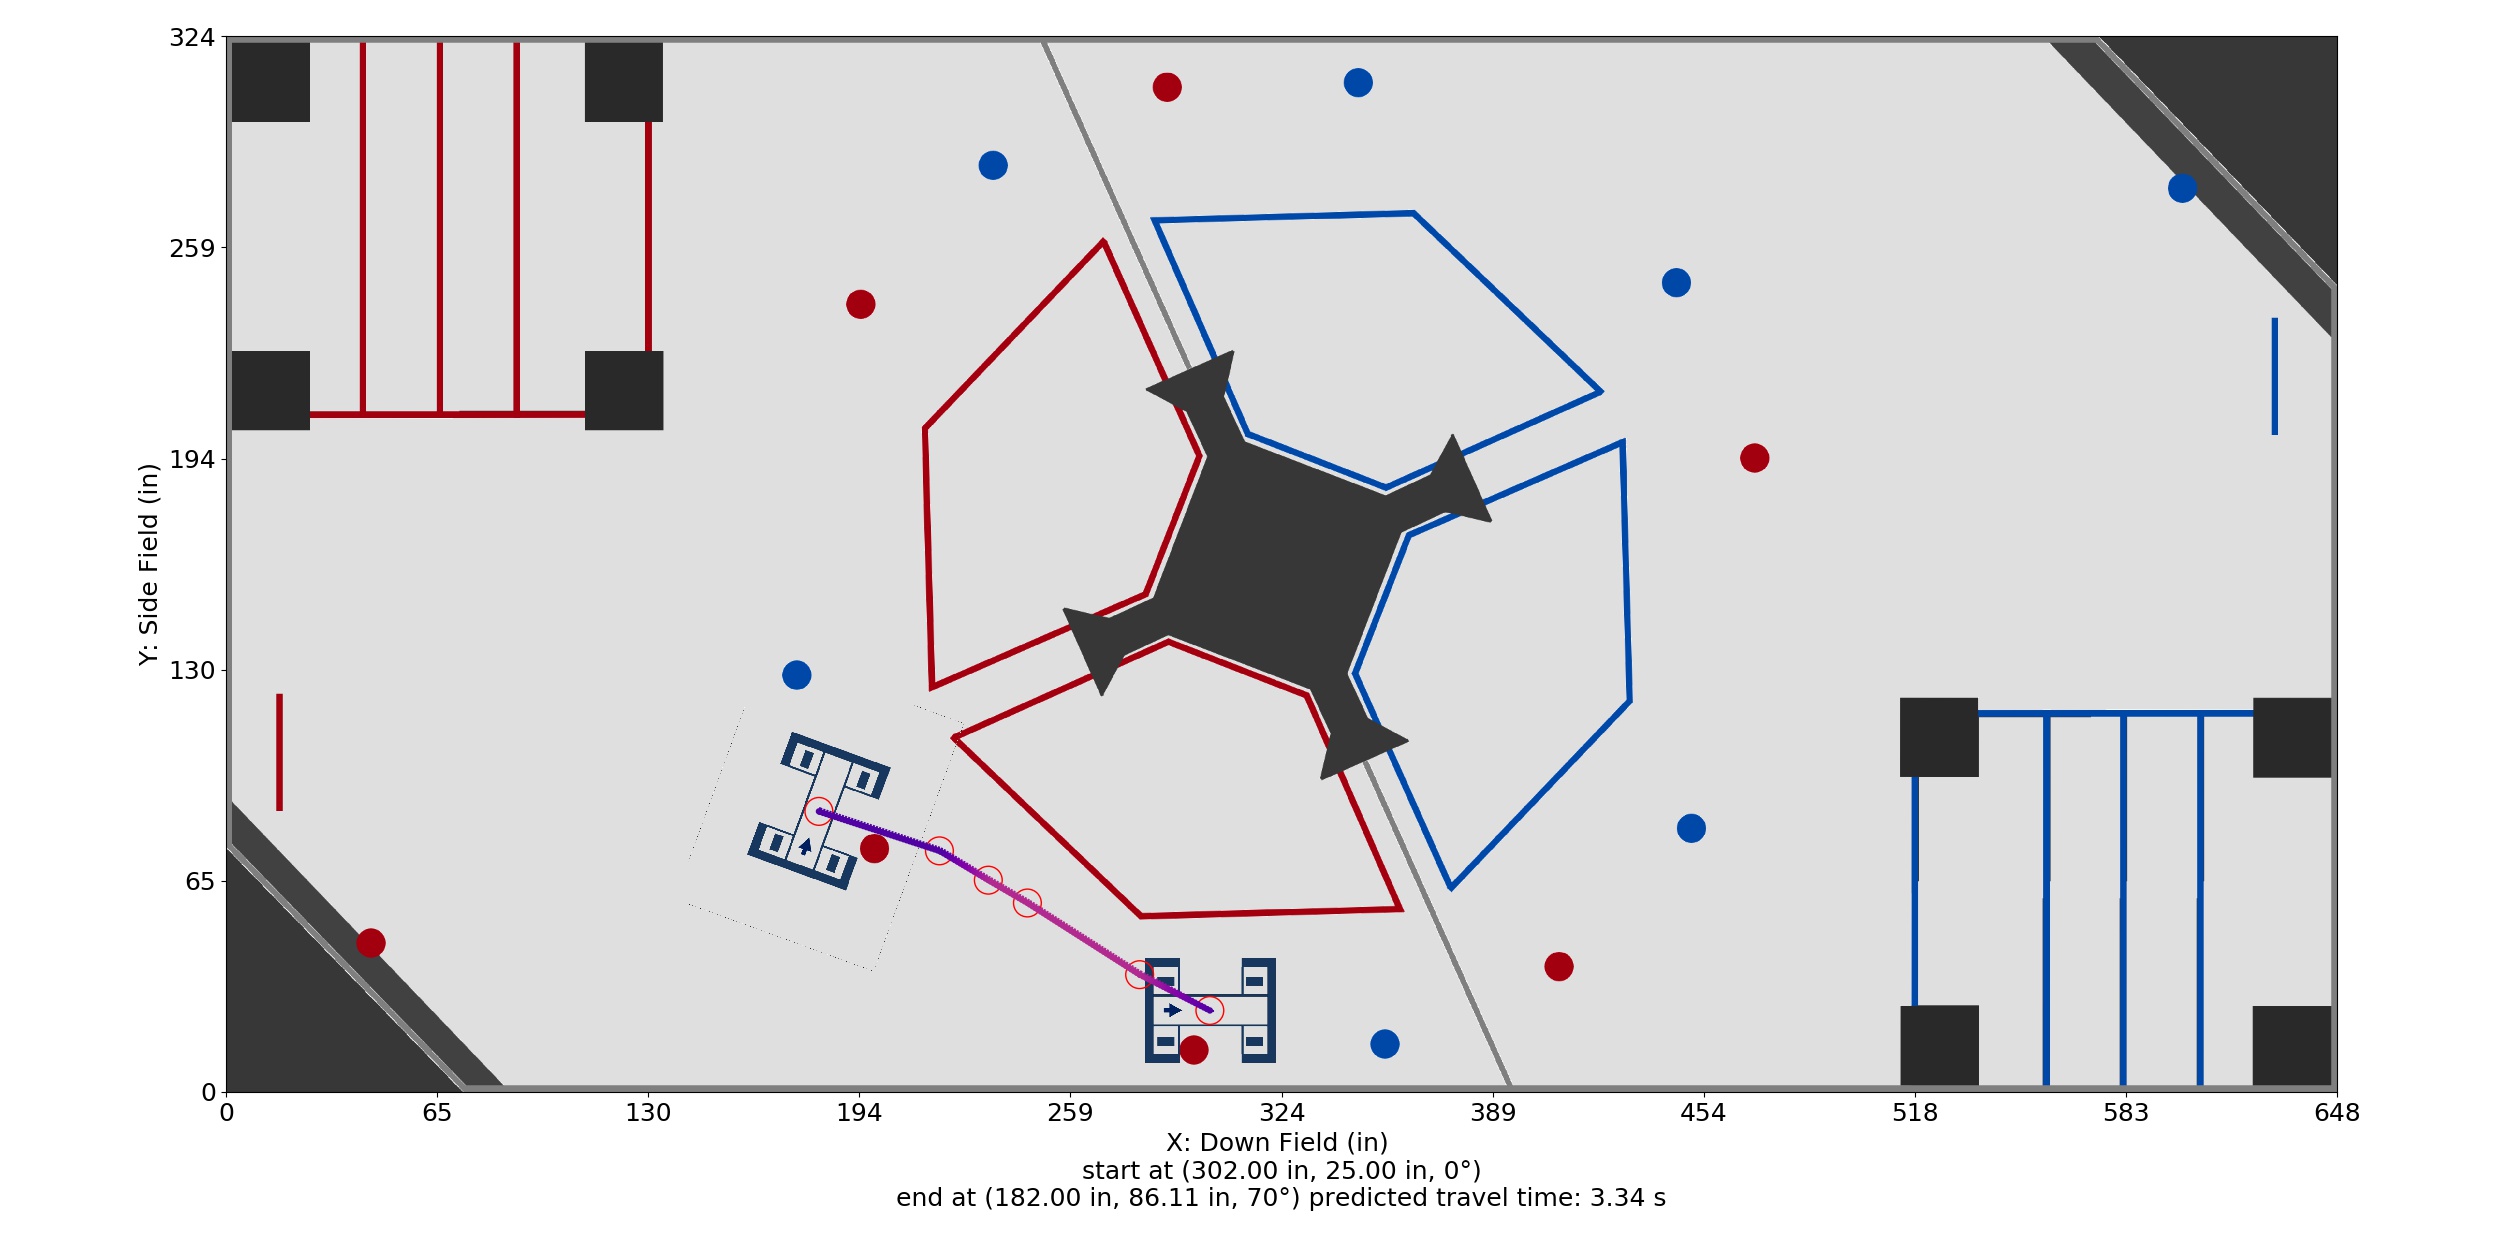 324
259
194
130
65
0
Y: Side Field (in)
0 65 130 194 259 324 389 454 518 583 648
X: Down Field (in)
start at (302.00 in, 25.00 in, 0°)
end at (182.00 in, 86.11 in, 70°) predicted travel time: 3.34 s